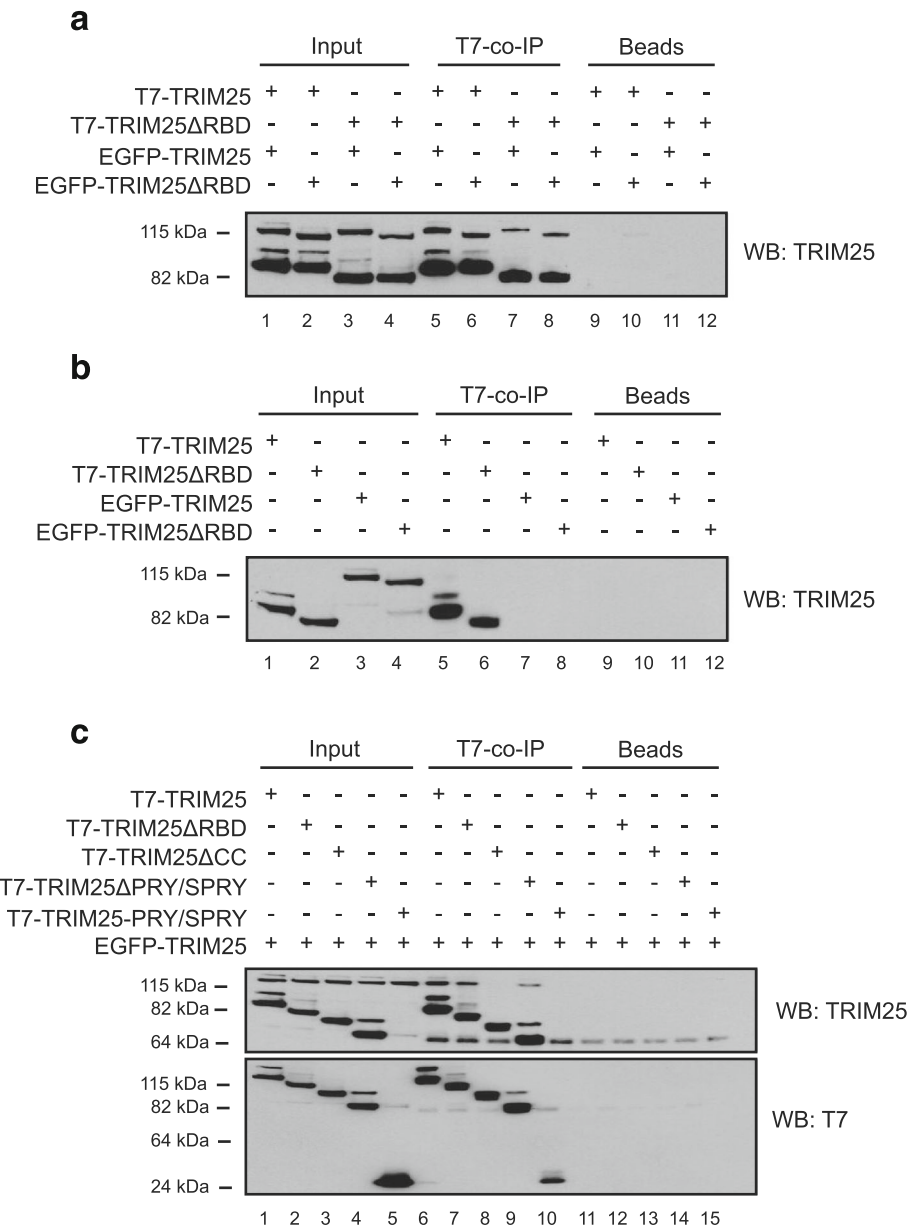 a
Input T7-co-IP Beads
T7-TRIM25 + + - - + + - - + + - -
T7-TRIM25ΔRBD - - + + - - + + - - + +
EGFP-TRIM25 + - + - + - + - + - + -
EGFP-TRIM25ΔRBD - + - + - + - + - + - +
115 kDa
82 kDa
WB: TRIM25
1 2 3 4 5 6 7 8 9 10 11 12
b
Input T7-co-IP Beads
T7-TRIM25 + - - - + - - - + - - -
T7-TRIM25ΔRBD - + - - - + - - - + - -
EGFP-TRIM25 - - + - - - + - - - + -
EGFP-TRIM25ΔRBD - - - + - - - + - - - +
115 kDa
82 kDa
WB: TRIM25
1 2 3 4 5 6 7 8 9 10 11 12
c
Input T7-co-IP Beads
T7-TRIM25 + - - - - + - - - - + - - - -
T7-TRIM25ΔRBD - + - - - - + - - - - + - - -
T7-TRIM25ΔCC - - + - - - - + - - - - + - -
T7-TRIM25ΔPRY/SPRY - - - + - - - - + - - - - + -
T7-TRIM25-PRY/SPRY - - - - + - - - - + - - - - +
EGFP-TRIM25 + + + + + + + + + + + + + + +
115 kDa
82 kDa
64 kDa
WB: TRIM25
115 kDa
82 kDa
64 kDa
24 kDa
WB: T7
1 2 3 4 5 6 7 8 9 10 11 12 13 14 15